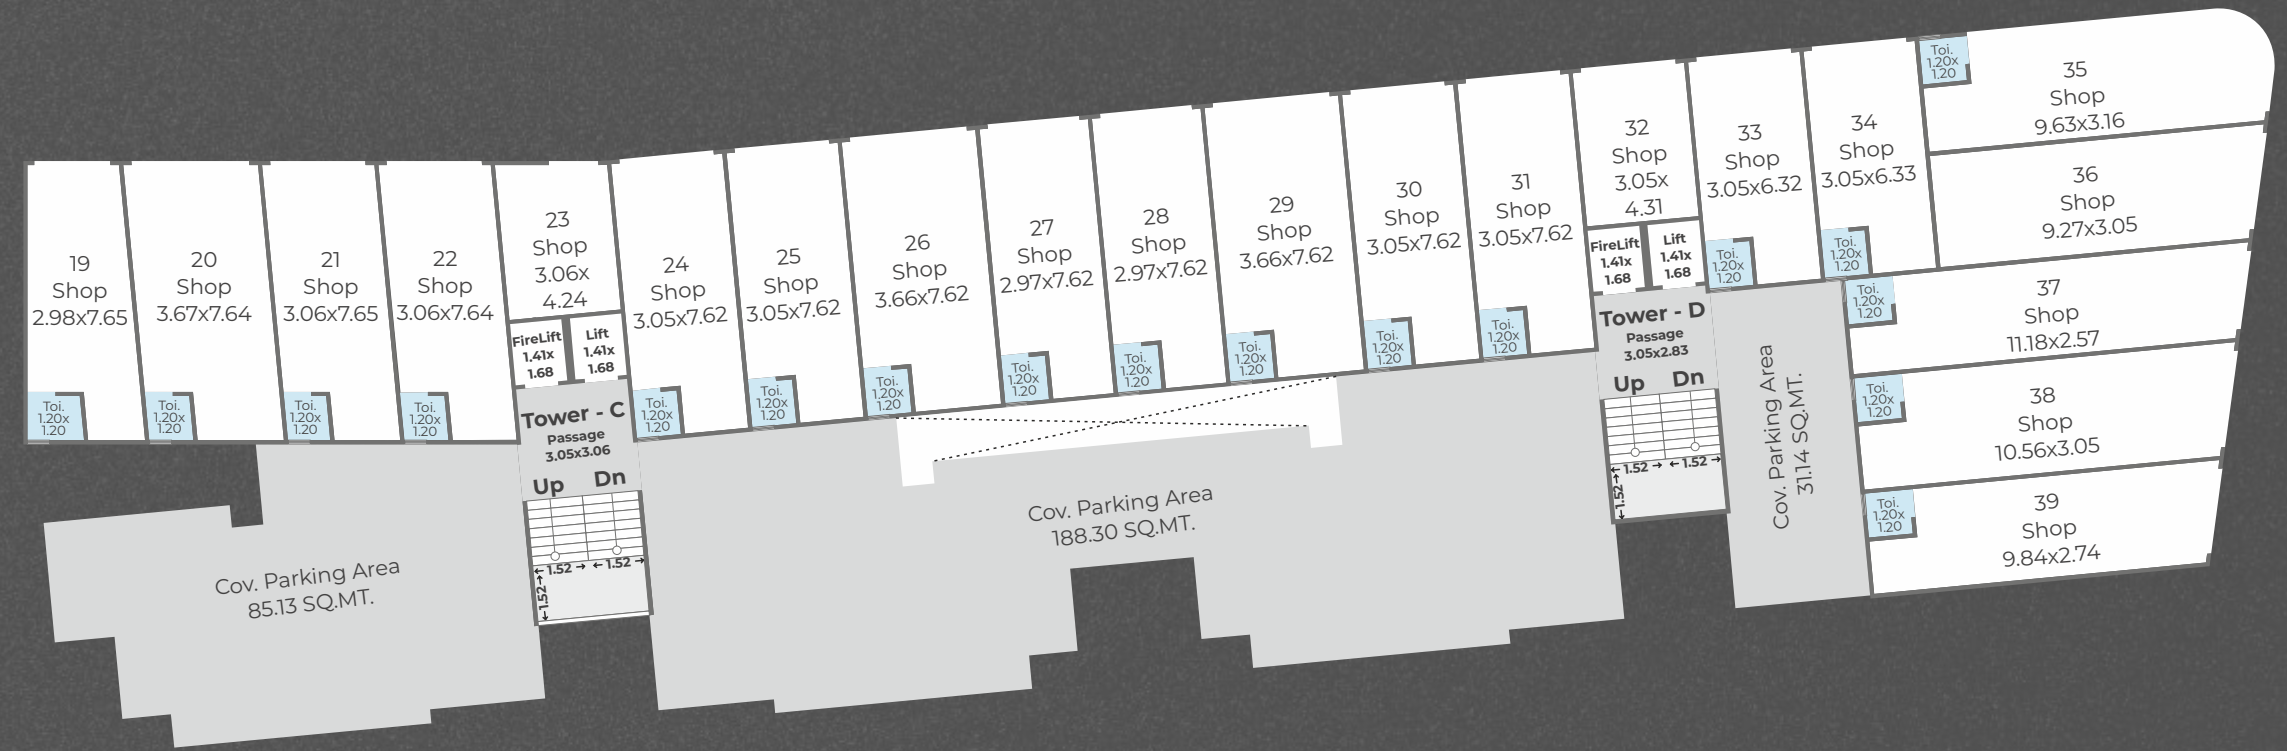 19
Shop
2.98x7.65
Toi.
1.20x
1.20
20
Shop
3.67x7.64
Toi.
1.20x
1.20
21
Shop
3.06x7.65
Toi.
1.20x
1.20
22
Shop
3.06x7.64
Toi.
1.20x
1.20
23
Shop
3.06x
4.24
FireLift
1.41x
1.68
Lift
1.41x
1.68
Tower - C
Passage
3.05x3.06
Up
Dn
1.52
1.52
1.52
24
Shop
3.05x7.62
Toi.
1.20x
1.20
25
Shop
3.05x7.62
Toi.
1.20x
1.20
26
Shop
3.66x7.62
Toi.
1.20x
1.20
27
Shop
2.97x7.62
Toi.
1.20x
1.20
28
Shop
2.97x7.62
Toi.
1.20x
1.20
29
Shop
3.66x7.62
Toi.
1.20x
1.20
30
Shop
3.05x7.62
Toi.
1.20x
1.20
31
Shop
3.05x7.62
Toi.
1.20x
1.20
32
Shop
3.05x
4.31
FireLift
1.41x
1.68
Lift
1.41x
1.68
Tower - D
Passage
3.05x2.83
Up
Dn
1.52
1.52
1.52
33
Shop
3.05x6.32
Toi.
1.20x
1.20
34
Shop
3.05x6.33
Toi.
1.20x
1.20
Toi.
1.20x
1.20
35
Shop
9.63x3.16
36
Shop
9.27x3.05
Toi.
1.20x
1.20
37
Shop
11.18x2.57
Toi.
1.20x
1.20
38
Shop
10.56x3.05
Toi.
1.20x
1.20
39
Shop
9.84x2.74
Cov. Parking Area
85.13 SQ.MT.
Cov. Parking Area
188.30 SQ.MT.
Cov. Parking Area
31.14 SQ.MT.